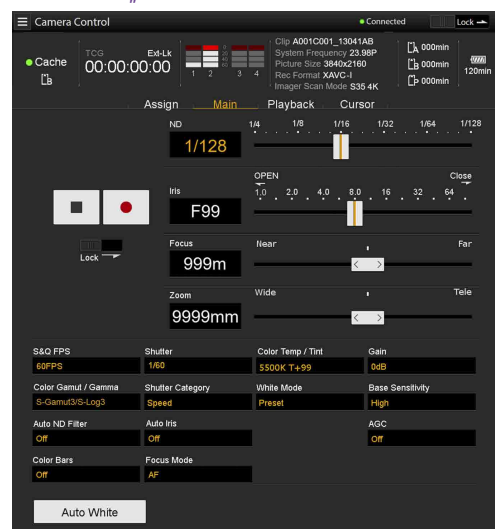 Camera Control
Connected
Lock
Cache
B
TCG Ext-Lk
00:00:00:00
0
20
40
60
1 2 3 4
Clip A001C001_13041AB
System Frequency 23.98P
Picture Size 3840x2160
Rec Format XAVC-I
Imager Scan Mode S35 4K
A 000min
B 000min
P 000min
120min
Assign Main Playback Cursor
ND
1/128
1/4 1/8 1/16 1/32 1/64 1/128
Iris
F99
OPEN Close
1.0 2.0 4.0 8.0 16 32 64
Lock
Focus
999m
Near Far
Zoom
9999mm
Wide Tele
S&Q FPS Shutter Color Temp / Tint Gain
60FPS 1/60 5500K T+99 0dB
Color Gamut / Gamma Shutter Category White Mode Base Sensitivity
S-Gamut3/S-Log3 Speed Preset High
Auto ND Filter Auto Iris AGC
Off Off Off
Color Bars Focus Mode
Off AF
Auto White